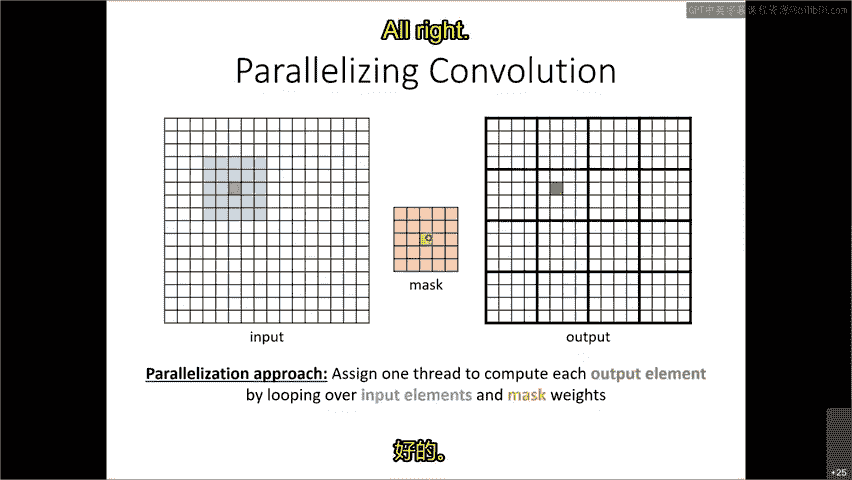 All right.
Parallelizing Convolution
mask
input
output
Parallelization approach: Assign one thread to compute each output element
by looping over input elements and mask weights
好的。
+25